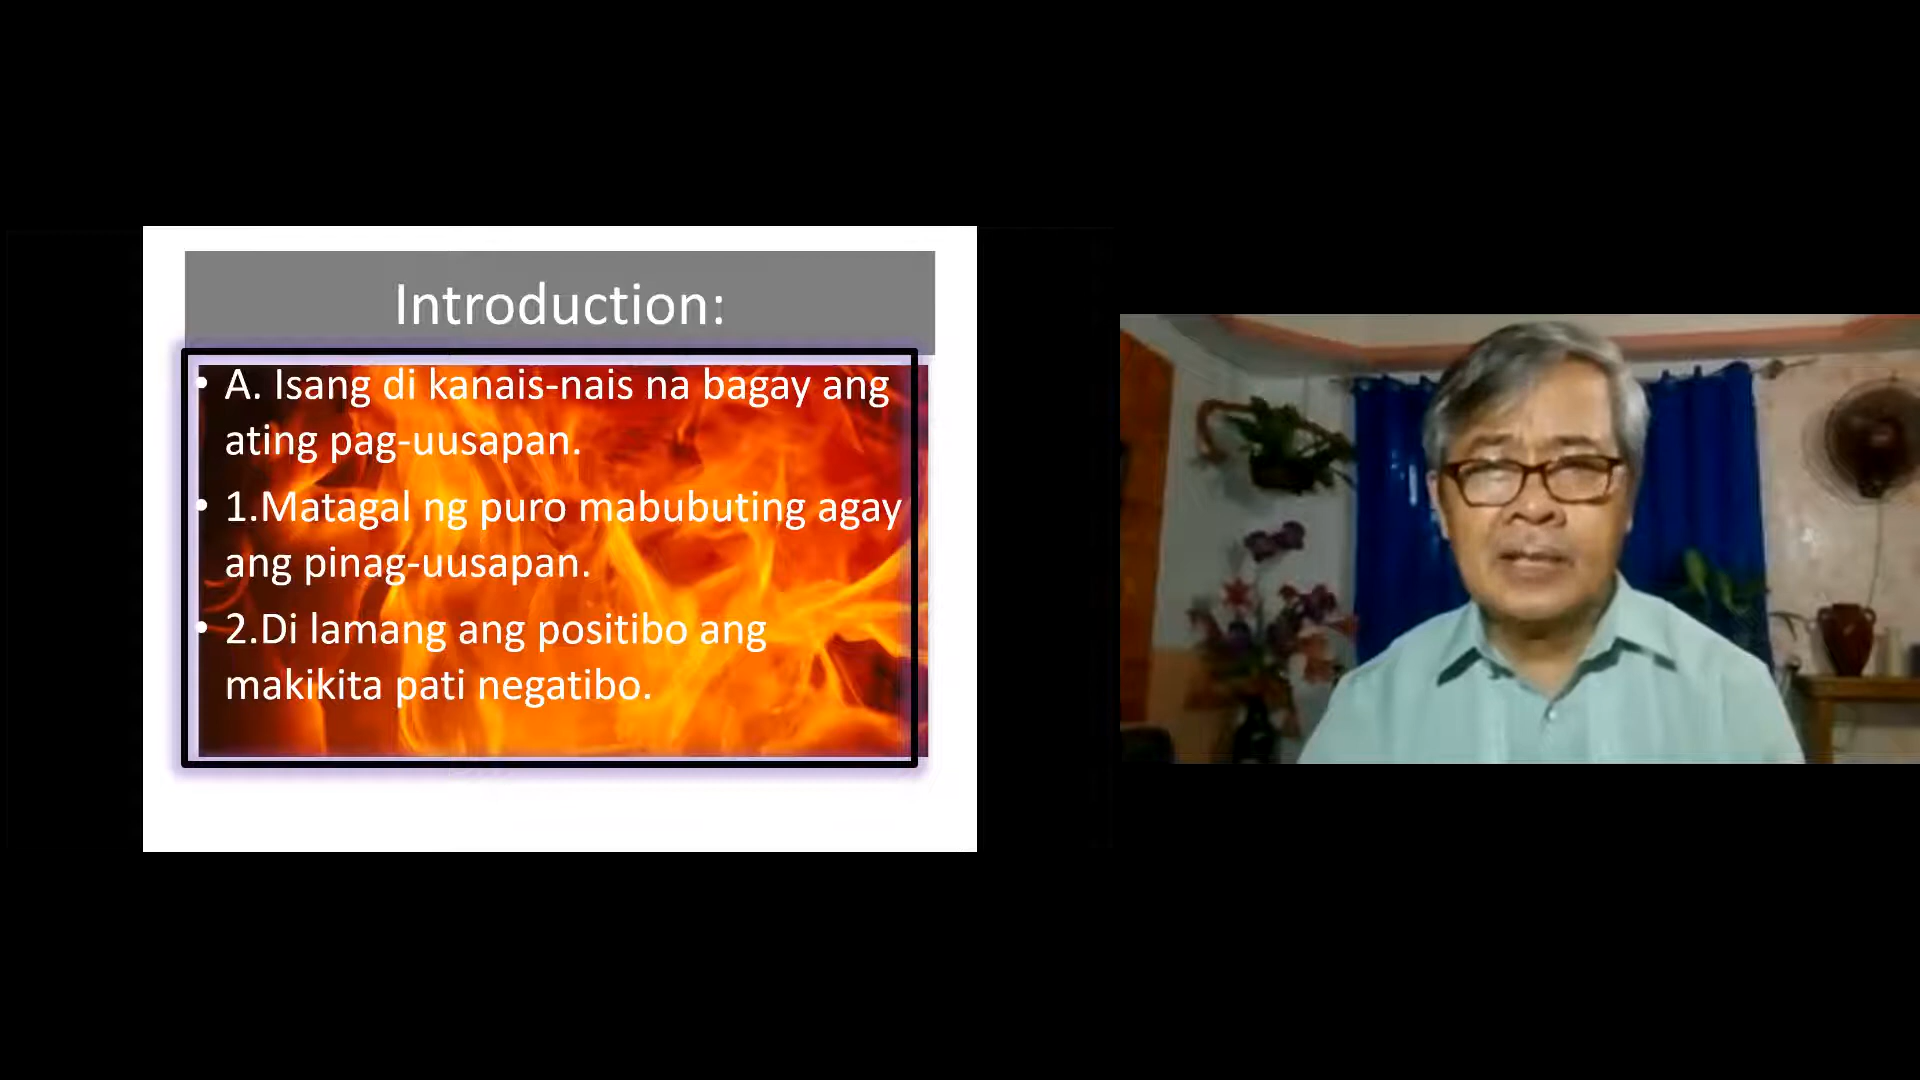 Introduction:
• A. Isang di kanais-nais na bagay ang
ating pag-uusapan.
• 1.Matagal ng puro mabubuting agay
ang pinag-uusapan.
• 2.Di lamang ang positibo ang
makikita pati negatibo.